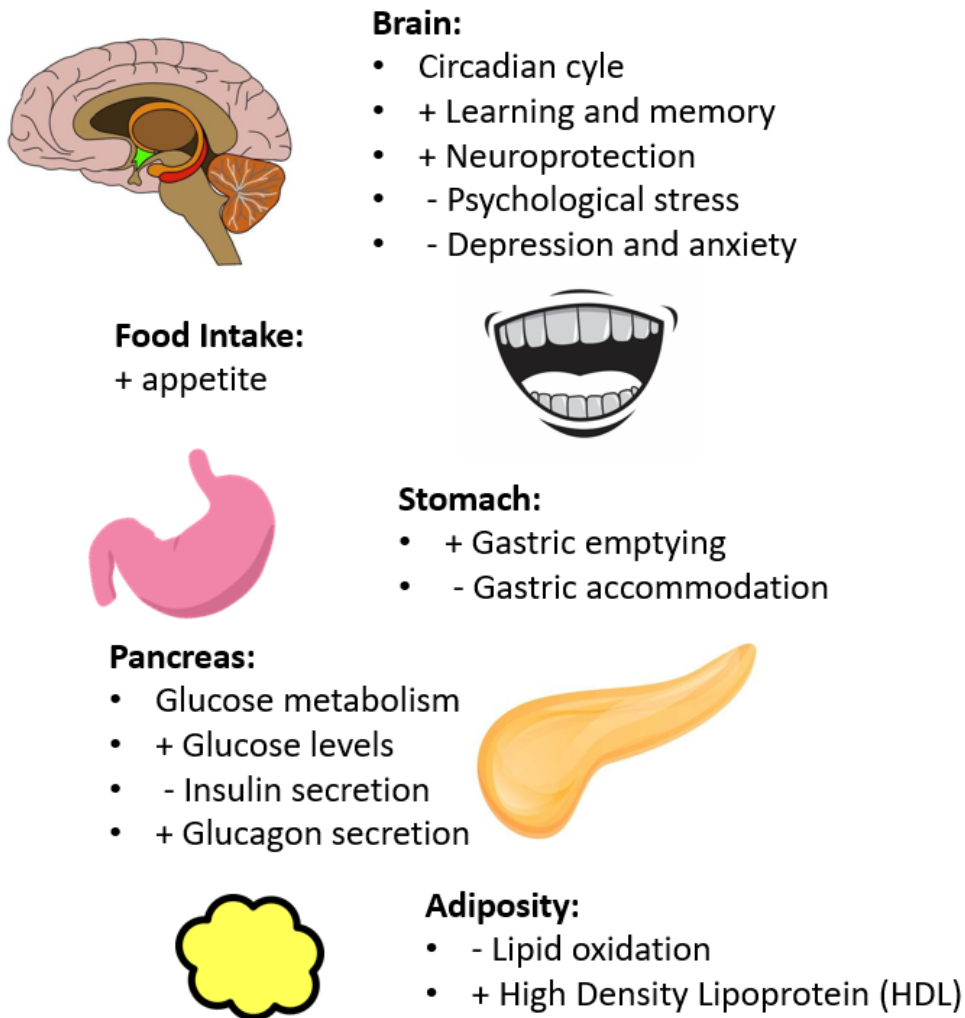 Brain:
• Circadian cyle
• + Learning and memory
• + Neuroprotection
• - Psychological stress
• - Depression and anxiety
Food Intake:
+ appetite
Stomach:
• + Gastric emptying
• - Gastric accommodation
Pancreas:
• Glucose metabolism
• + Glucose levels
• - Insulin secretion
• + Glucagon secretion
Adiposity:
• - Lipid oxidation
• + High Density Lipoprotein (HDL)